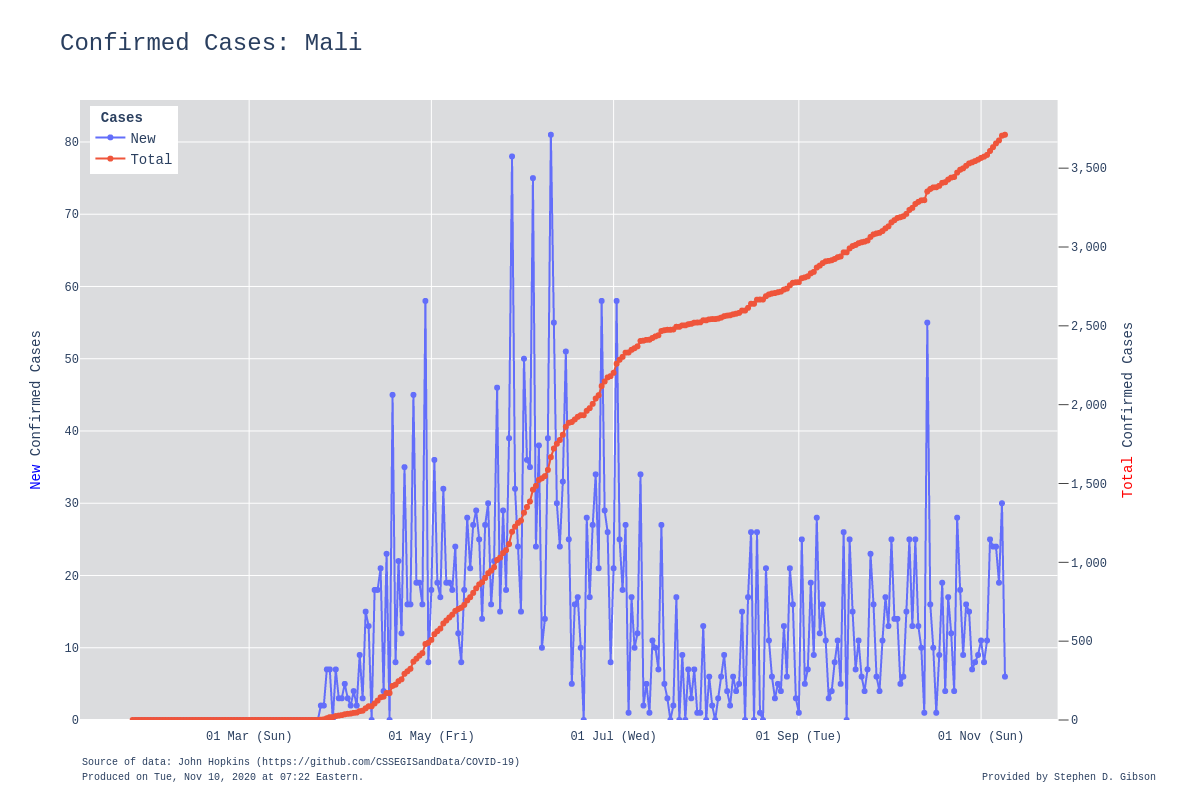 Confirmed Cases: Mali
Cases
New
Total
80
70
60
50
40
30
20
10
0
New Confirmed Cases
3,500
3,000
2,500
2,000
1,500
1,000
500
0
Total Confirmed Cases
01 Mar (Sun) 01 May (Fri) 01 Jul (Wed) 01 Sep (Tue) 01 Nov (Sun)
Source of data: John Hopkins (https://github.com/CSSEGISandData/COVID-19)
Produced on Tue, Nov 10, 2020 at 07:22 Eastern.
Provided by Stephen D. Gibson